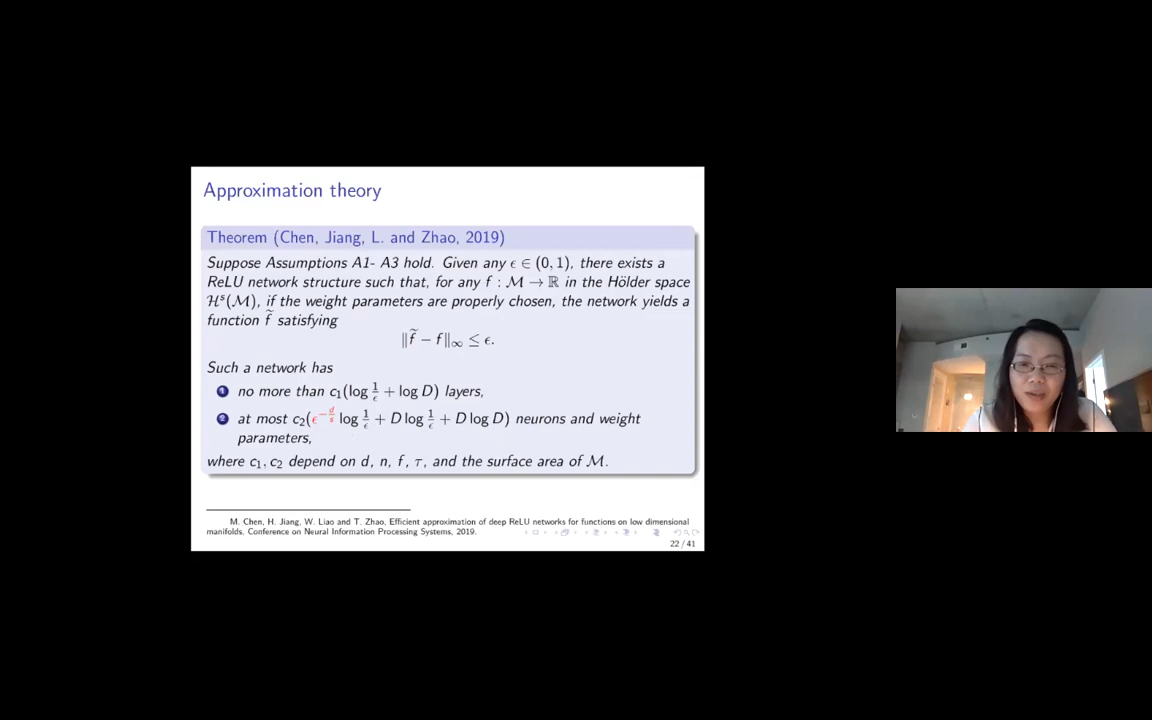 Approximation theory
Theorem (Chen, Jiang, L. and Zhao, 2019)
Suppose Assumptions A1- A3 hold. Given any ϵ ∈ (0, 1), there exists a
ReLU network structure such that, for any f : ℳ → ℝ in the Hölder space
ℋˢ(ℳ), if the weight parameters are properly chosen, the network yields a
function f̃ satisfying
‖f̃ − f‖∞ ≤ ϵ.
Such a network has
1 no more than c₁(log 1/ϵ + log D) layers,
2 at most c₂(ϵ^{−d/s} log 1/ϵ + D log 1/ϵ + D log D) neurons and weight
parameters,
where c₁, c₂ depend on d, n, f, τ, and the surface area of ℳ.
M. Chen, H. Jiang, W. Liao and T. Zhao, Efficient approximation of deep ReLU networks for functions on low dimensional
manifolds, Conference on Neural Information Processing Systems, 2019.
22 / 41